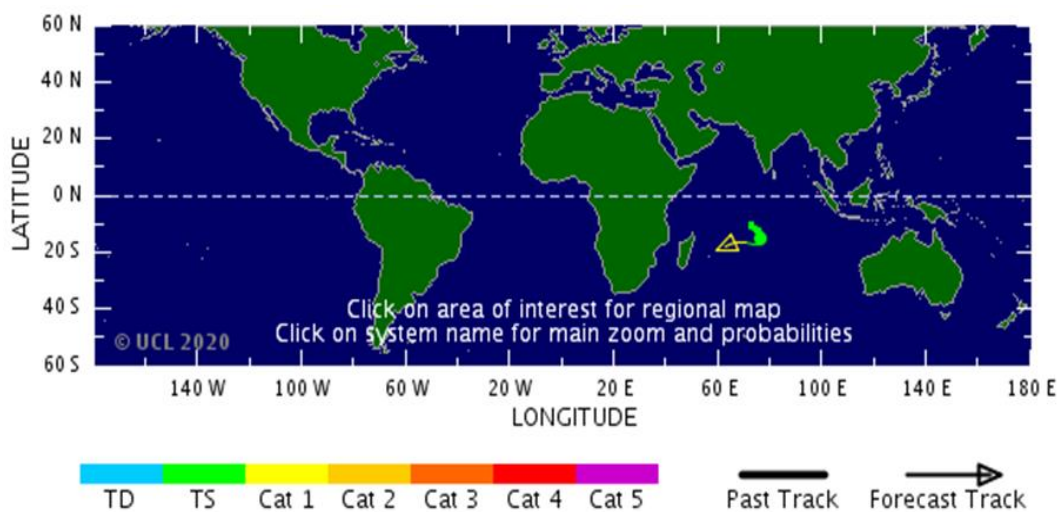 60 N
40 N
20 N
0 N
20 S
40 S
60 S
LATITUDE
Click on area of interest for regional map
Click on system name for main zoom and probabilities
© UCL 2020
140 W 100 W 60 W 20 W 20 E 60 E 100 E 140 E 180 E
LONGITUDE
TD TS Cat 1 Cat 2 Cat 3 Cat 4 Cat 5 Past Track Forecast Track